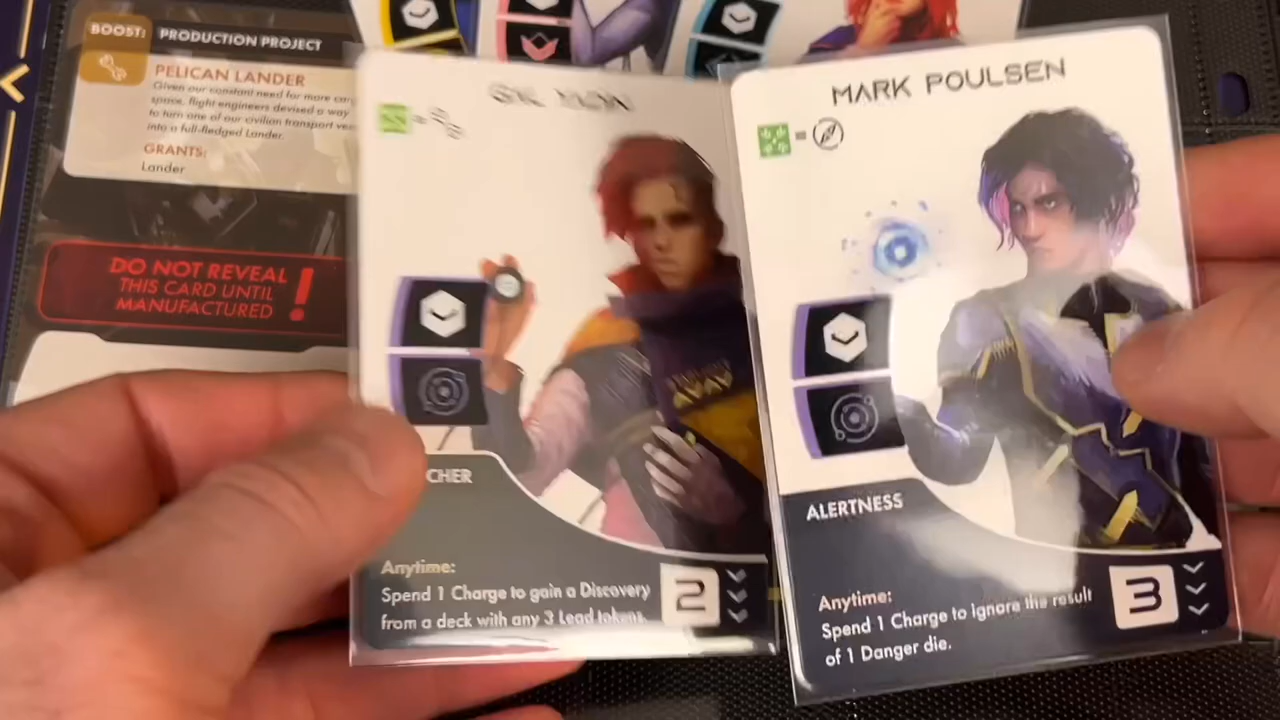 BOOST: PRODUCTION PROJECT
PELICAN LANDER
Given our constant need for more
space, flight engineers devised a way
to turn one of our civilian transport
into a full-fledged Lander.
GRANTS:
Lander
DO NOT REVEAL
THIS CARD UNTIL
MANUFACTURED
!
=
CHER
Anytime:
Spend 1 Charge to gain a Discovery
from a deck with any 3 Lead tokens.
2
MARK POULSEN
=
ALERTNESS
Anytime:
Spend 1 Charge to ignore the result
of 1 Danger die.
3